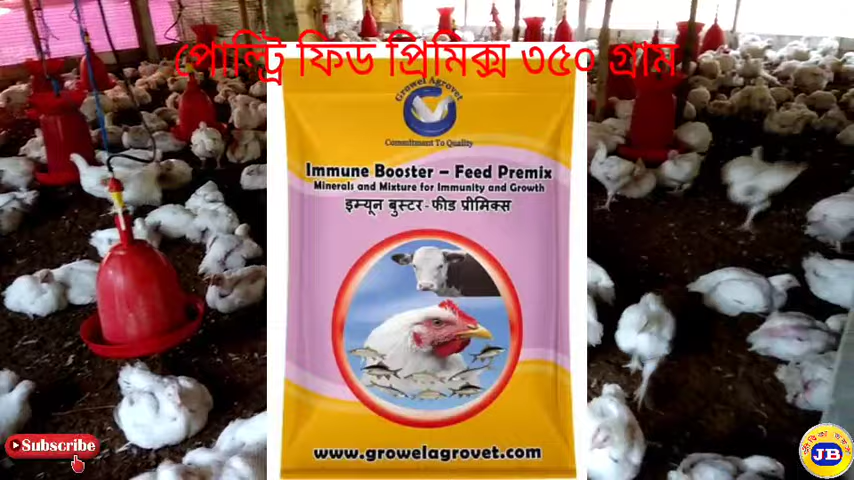 পোল্ট্রি ফিড প্রিমিক্স ৩৫০ গ্রাম
Growel Agrovet
Commitment To Quality
Immune Booster – Feed Premix
Minerals and Mixture for Immunity and Growth
इम्यून बुस्टर - फीड प्रीमिक्स
www.growelagrovet.com
Subscribe
JB